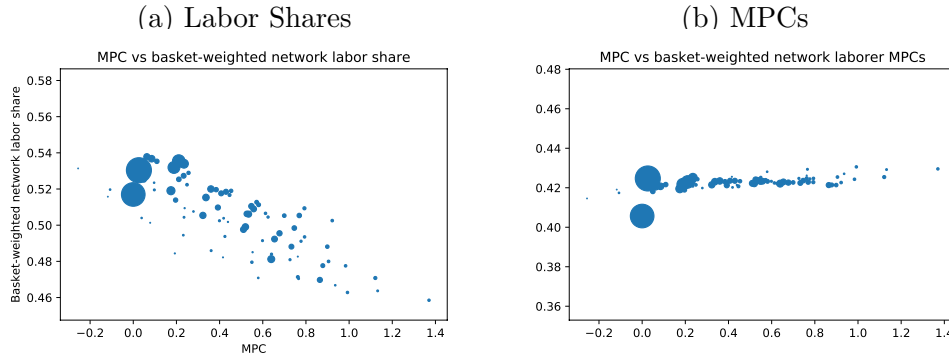 (a) Labor Shares
MPC vs basket-weighted network labor share
Basket-weighted network labor share
0.58
0.56
0.54
0.52
0.50
0.48
0.46
−0.2 0.0 0.2 0.4 0.6 0.8 1.0 1.2 1.4
MPC
(b) MPCs
MPC vs basket-weighted network laborer MPCs
0.48
0.46
0.44
0.42
0.40
0.38
0.36
−0.2 0.0 0.2 0.4 0.6 0.8 1.0 1.2 1.4